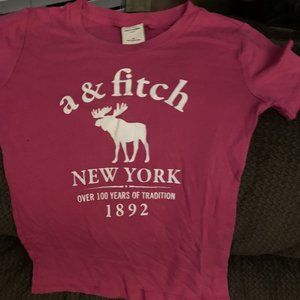 a & fitch
NEW YORK
OVER 100 YEARS OF TRADITION
1892